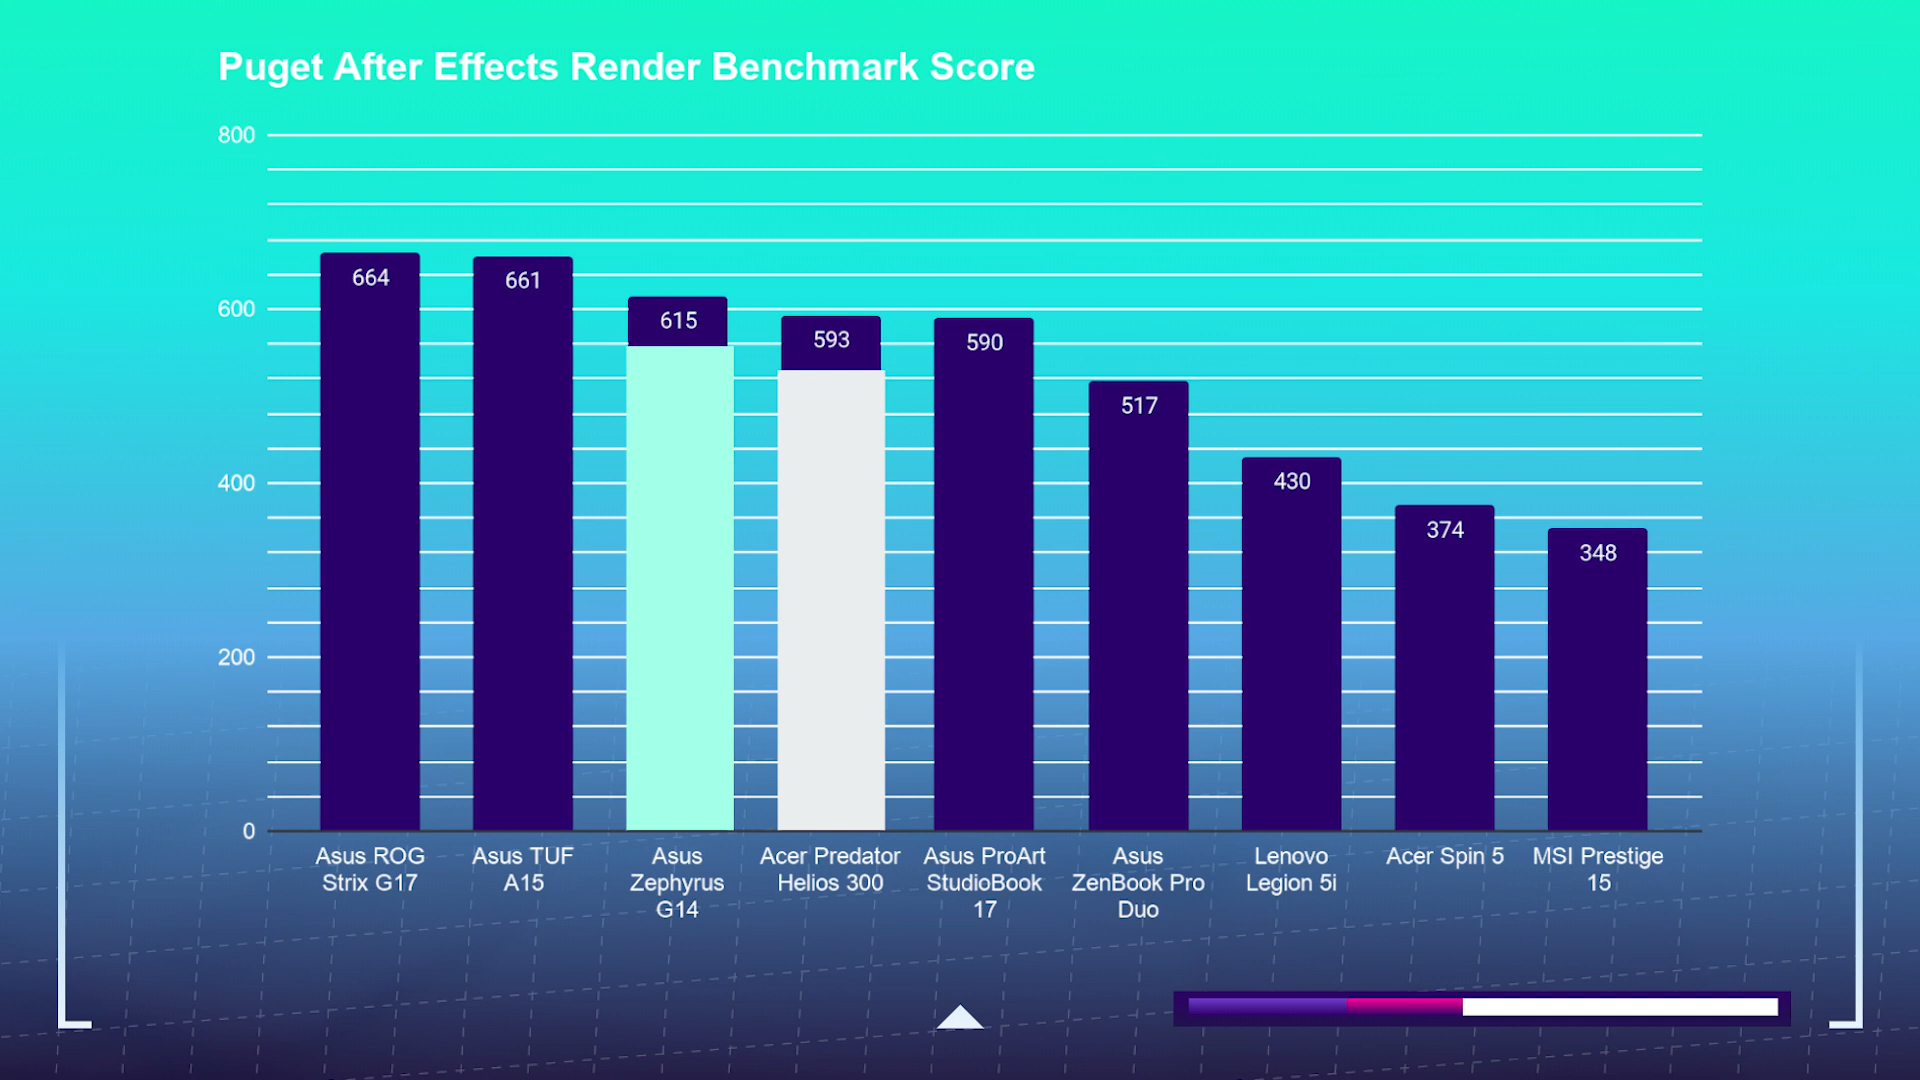 Puget After Effects Render Benchmark Score
800
600
400
200
0
664
661
615
593
590
517
430
374
348
Asus ROG
Strix G17
Asus TUF
A15
Asus
Zephyrus
G14
Acer Predator
Helios 300
Asus ProArt
StudioBook
17
Asus
ZenBook Pro
Duo
Lenovo
Legion 5i
Acer Spin 5
MSI Prestige
15